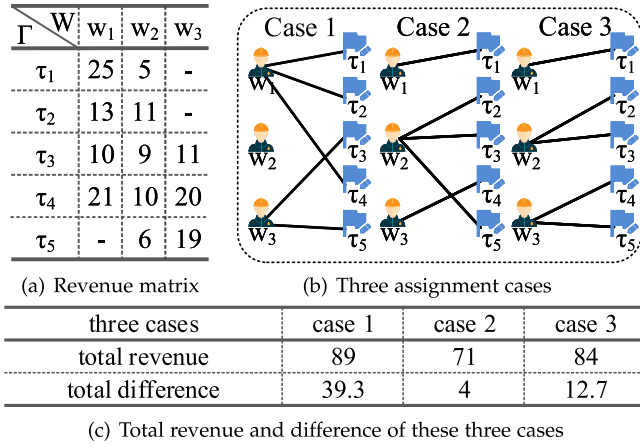 W Γ w1 w2 w3
τ1 25 5 -
τ2 13 11 -
τ3 10 9 11
τ4 21 10 20
τ5 - 6 19
(a) Revenue matrix
Case 1 Case 2 Case 3
w1 τ1 w1 τ1 w1 τ1
τ2 τ2 τ2
w2 τ3 w2 τ3 w2 τ3
τ4 τ4 τ4
w3 τ5 w3 τ5 w3 τ5
(b) Three assignment cases
three cases case 1 case 2 case 3
total revenue 89 71 84
total difference 39.3 4 12.7
(c) Total revenue and difference of these three cases